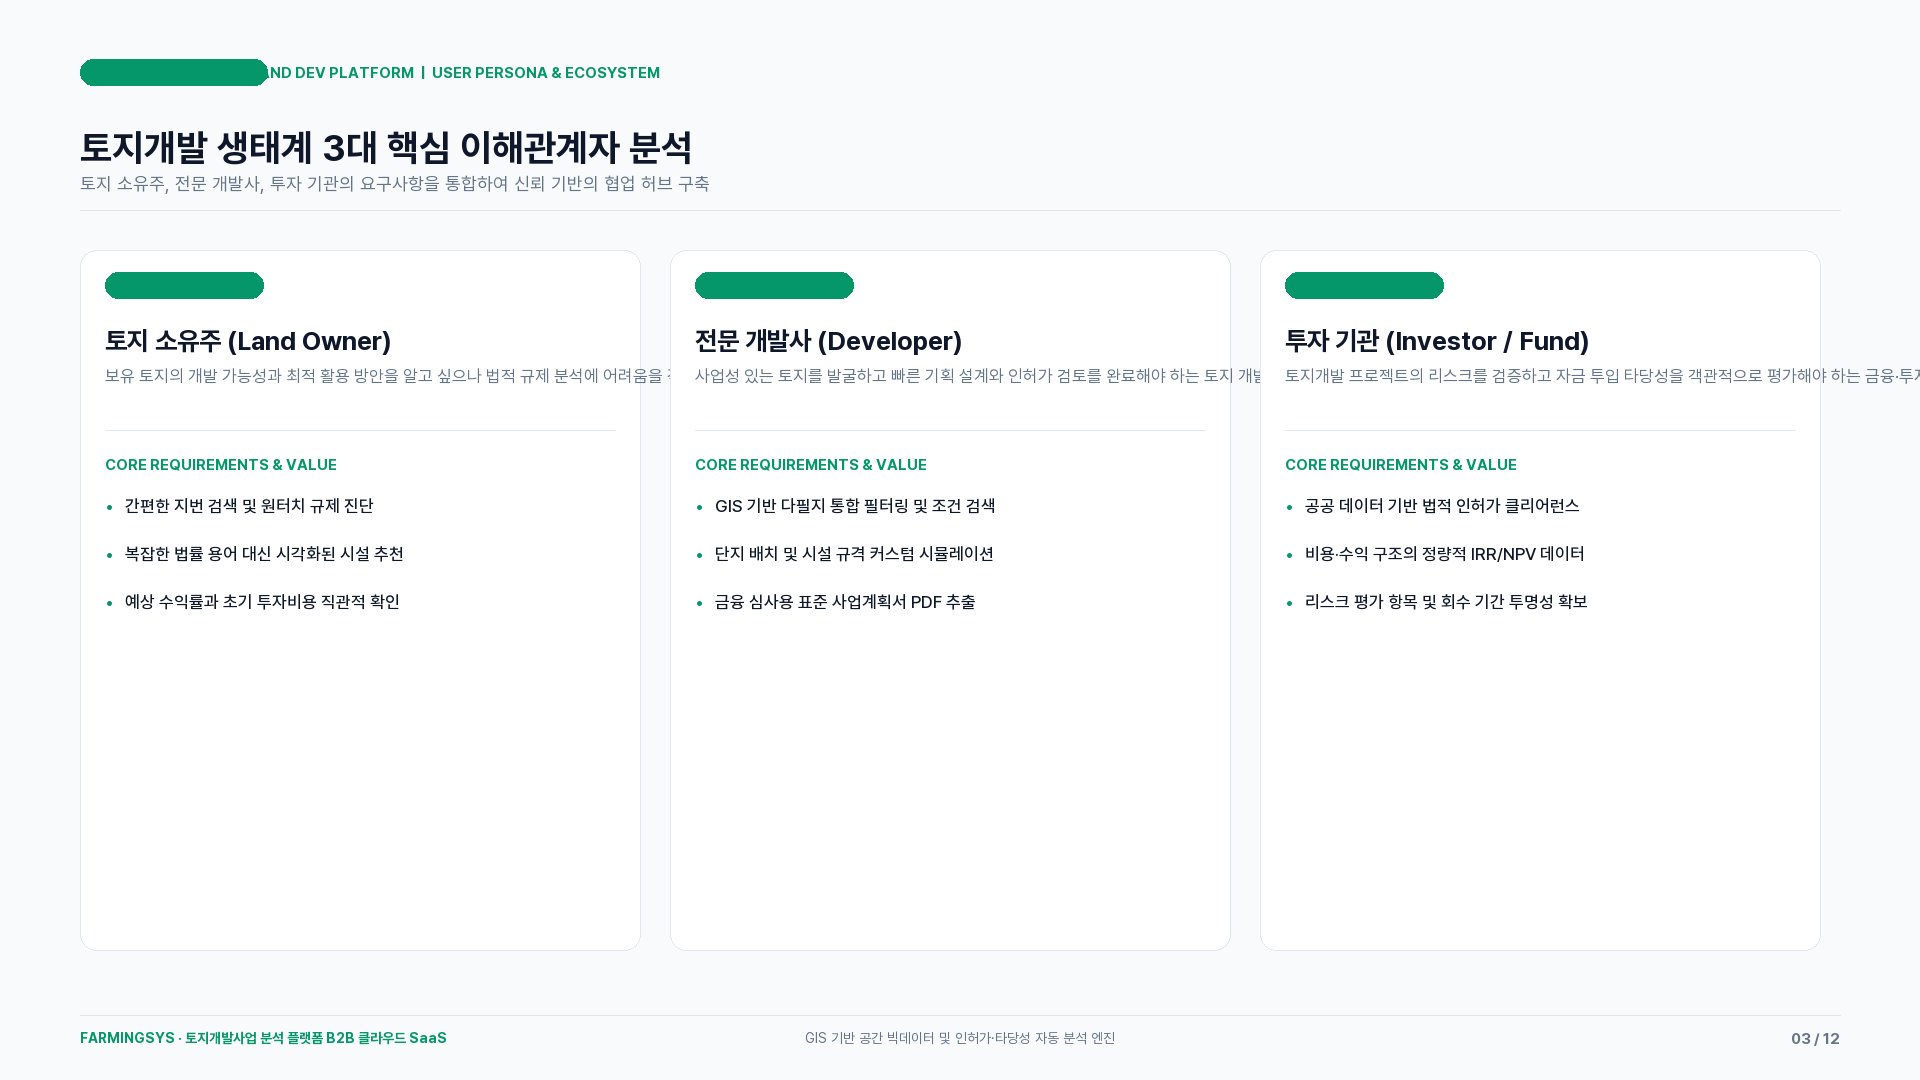 ND DEV PLATFORM | USER PERSONA & ECOSYSTEM
토지개발 생태계 3대 핵심 이해관계자 분석
토지 소유주, 전문 개발사, 투자 기관의 요구사항을 통합하여 신뢰 기반의 협업 허브 구축
토지 소유주 (Land Owner)
보유 토지의 개발 가능성과 최적 활용 방안을 알고 싶으나 법적 규제 분석에 어려움을
CORE REQUIREMENTS & VALUE
• 간편한 지번 검색 및 원터치 규제 진단
• 복잡한 법률 용어 대신 시각화된 시설 추천
• 예상 수익률과 초기 투자비용 직관적 확인
전문 개발사 (Developer)
사업성 있는 토지를 발굴하고 빠른 기획 설계와 인허가 검토를 완료해야 하는 토지 개발
CORE REQUIREMENTS & VALUE
• GIS 기반 다필지 통합 필터링 및 조건 검색
• 단지 배치 및 시설 규격 커스텀 시뮬레이션
• 금융 심사용 표준 사업계획서 PDF 추출
투자 기관 (Investor / Fund)
토지개발 프로젝트의 리스크를 검증하고 자금 투입 타당성을 객관적으로 평가해야 하는 금융·투자
CORE REQUIREMENTS & VALUE
• 공공 데이터 기반 법적 인허가 클리어런스
• 비용·수익 구조의 정량적 IRR/NPV 데이터
• 리스크 평가 항목 및 회수 기간 투명성 확보
FARMINGSYS · 토지개발사업 분석 플랫폼 B2B 클라우드 SaaS
GIS 기반 공간 빅데이터 및 인허가·타당성 자동 분석 엔진
03 / 12